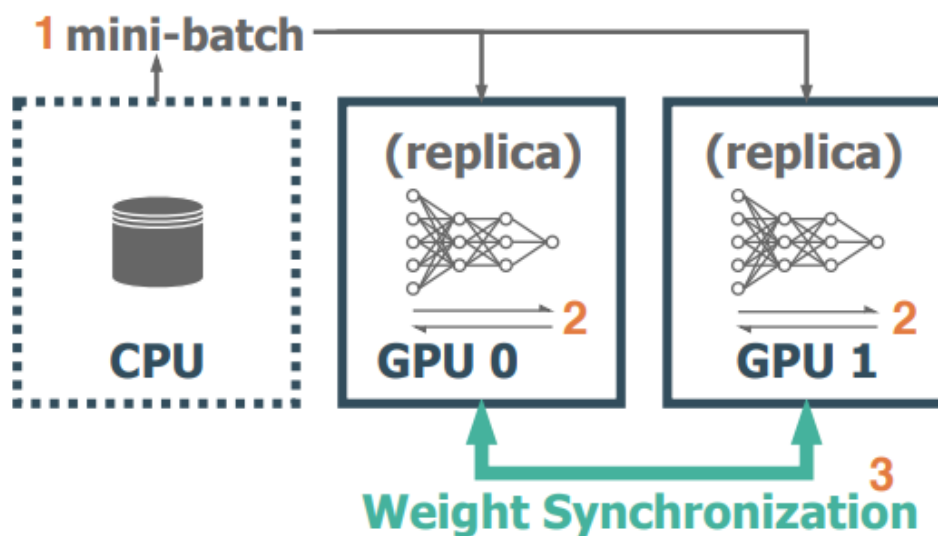 1 mini-batch
(replica)
(replica)
2
2
CPU
GPU 0
GPU 1
3
Weight Synchronization